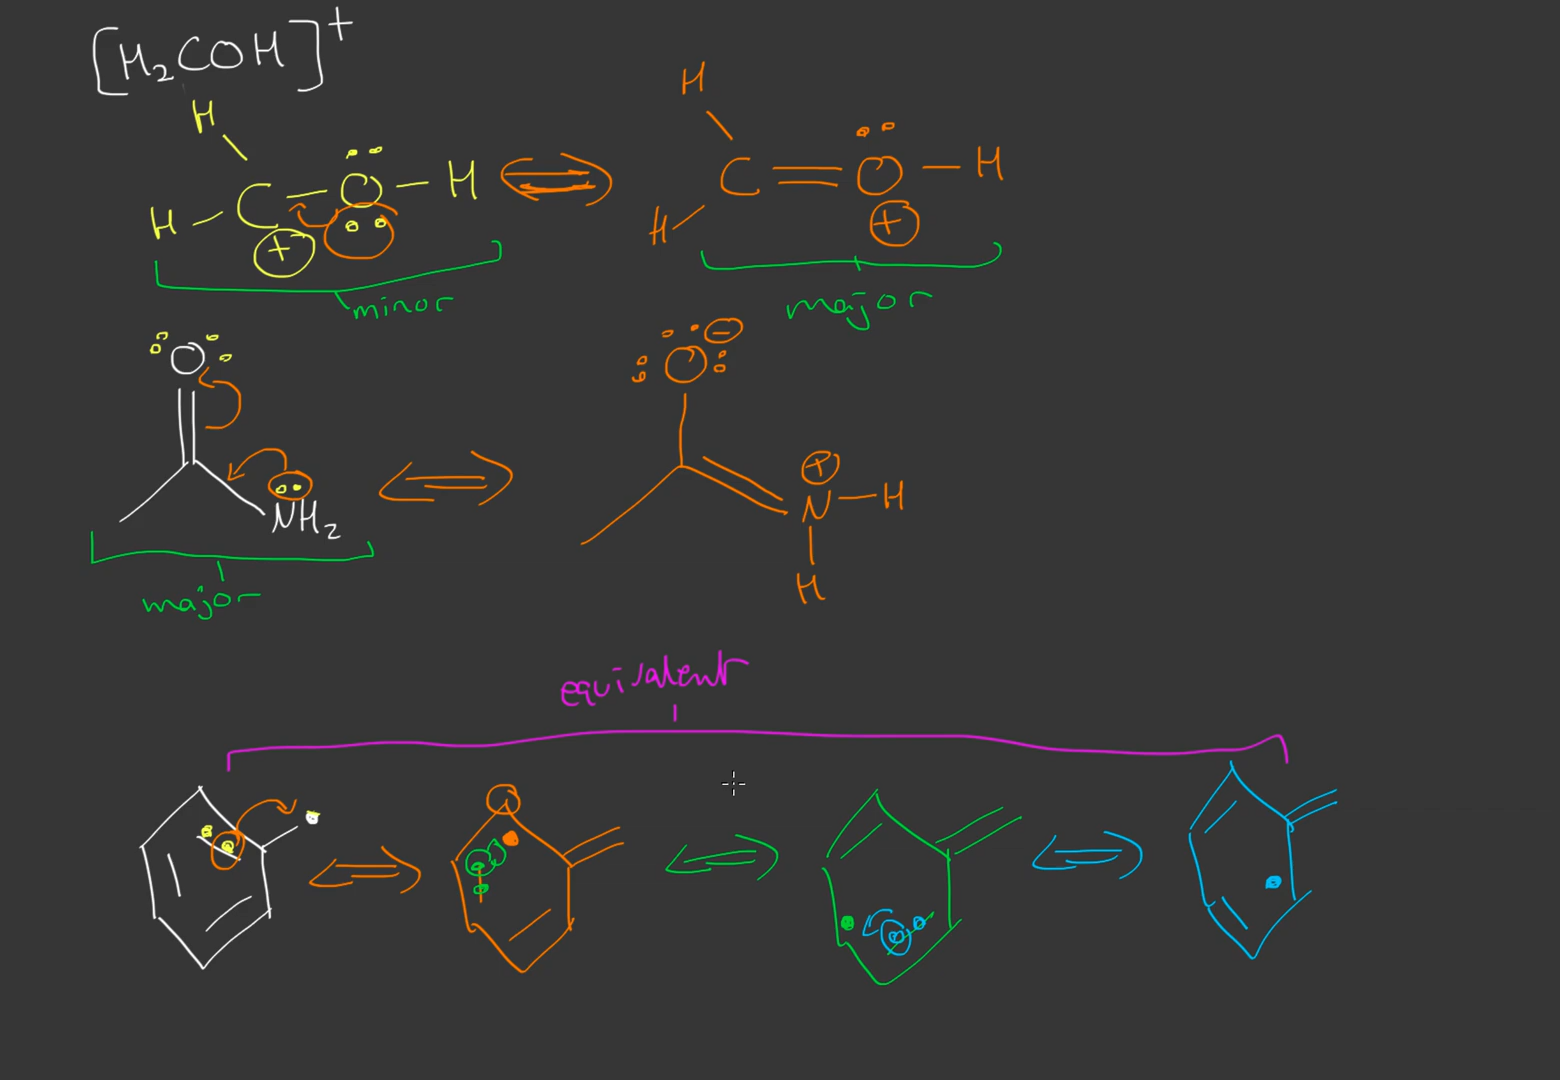 [H₂COH]⁺
H
H
H – C – O – H
C = O – H
+
H
+
minor
major
O
O
−
+
NH₂
N – H
H
major
equivalent